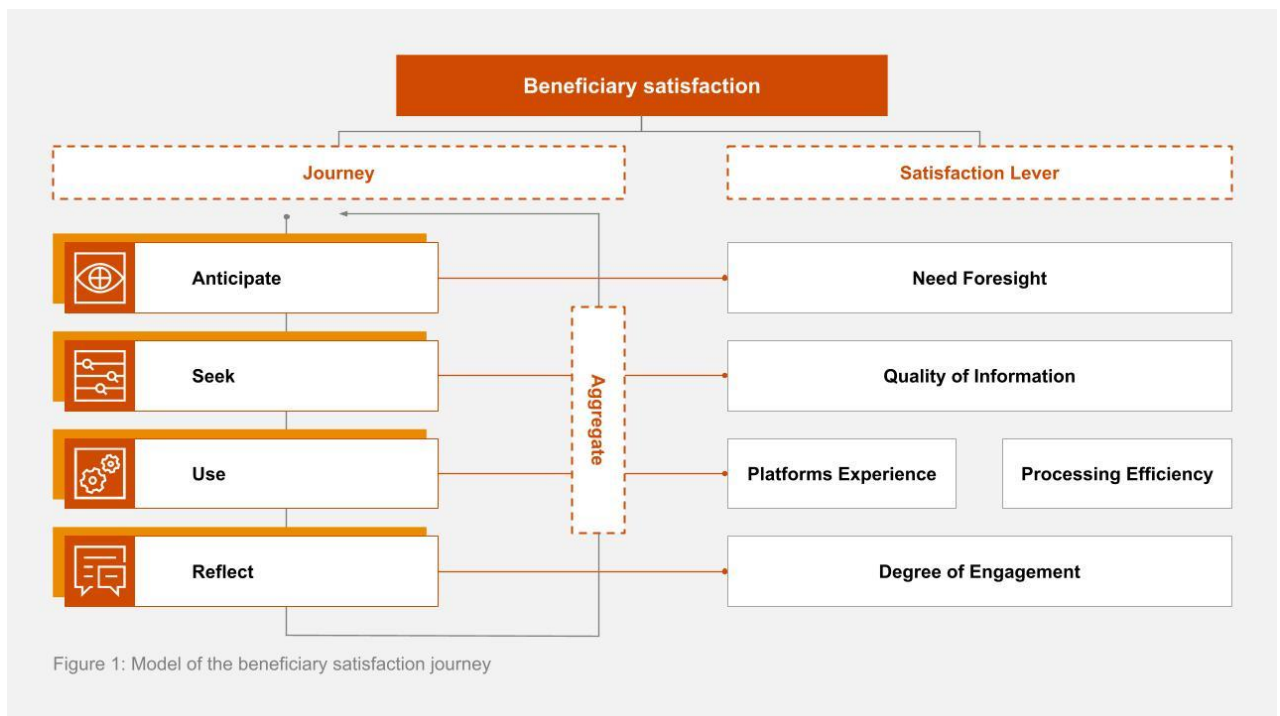 Beneficiary satisfaction
Journey
Satisfaction Lever
Anticipate
Need Foresight
Seek
Quality of Information
Aggregate
Use
Platforms Experience
Processing Efficiency
Reflect
Degree of Engagement
Figure 1: Model of the beneficiary satisfaction journey